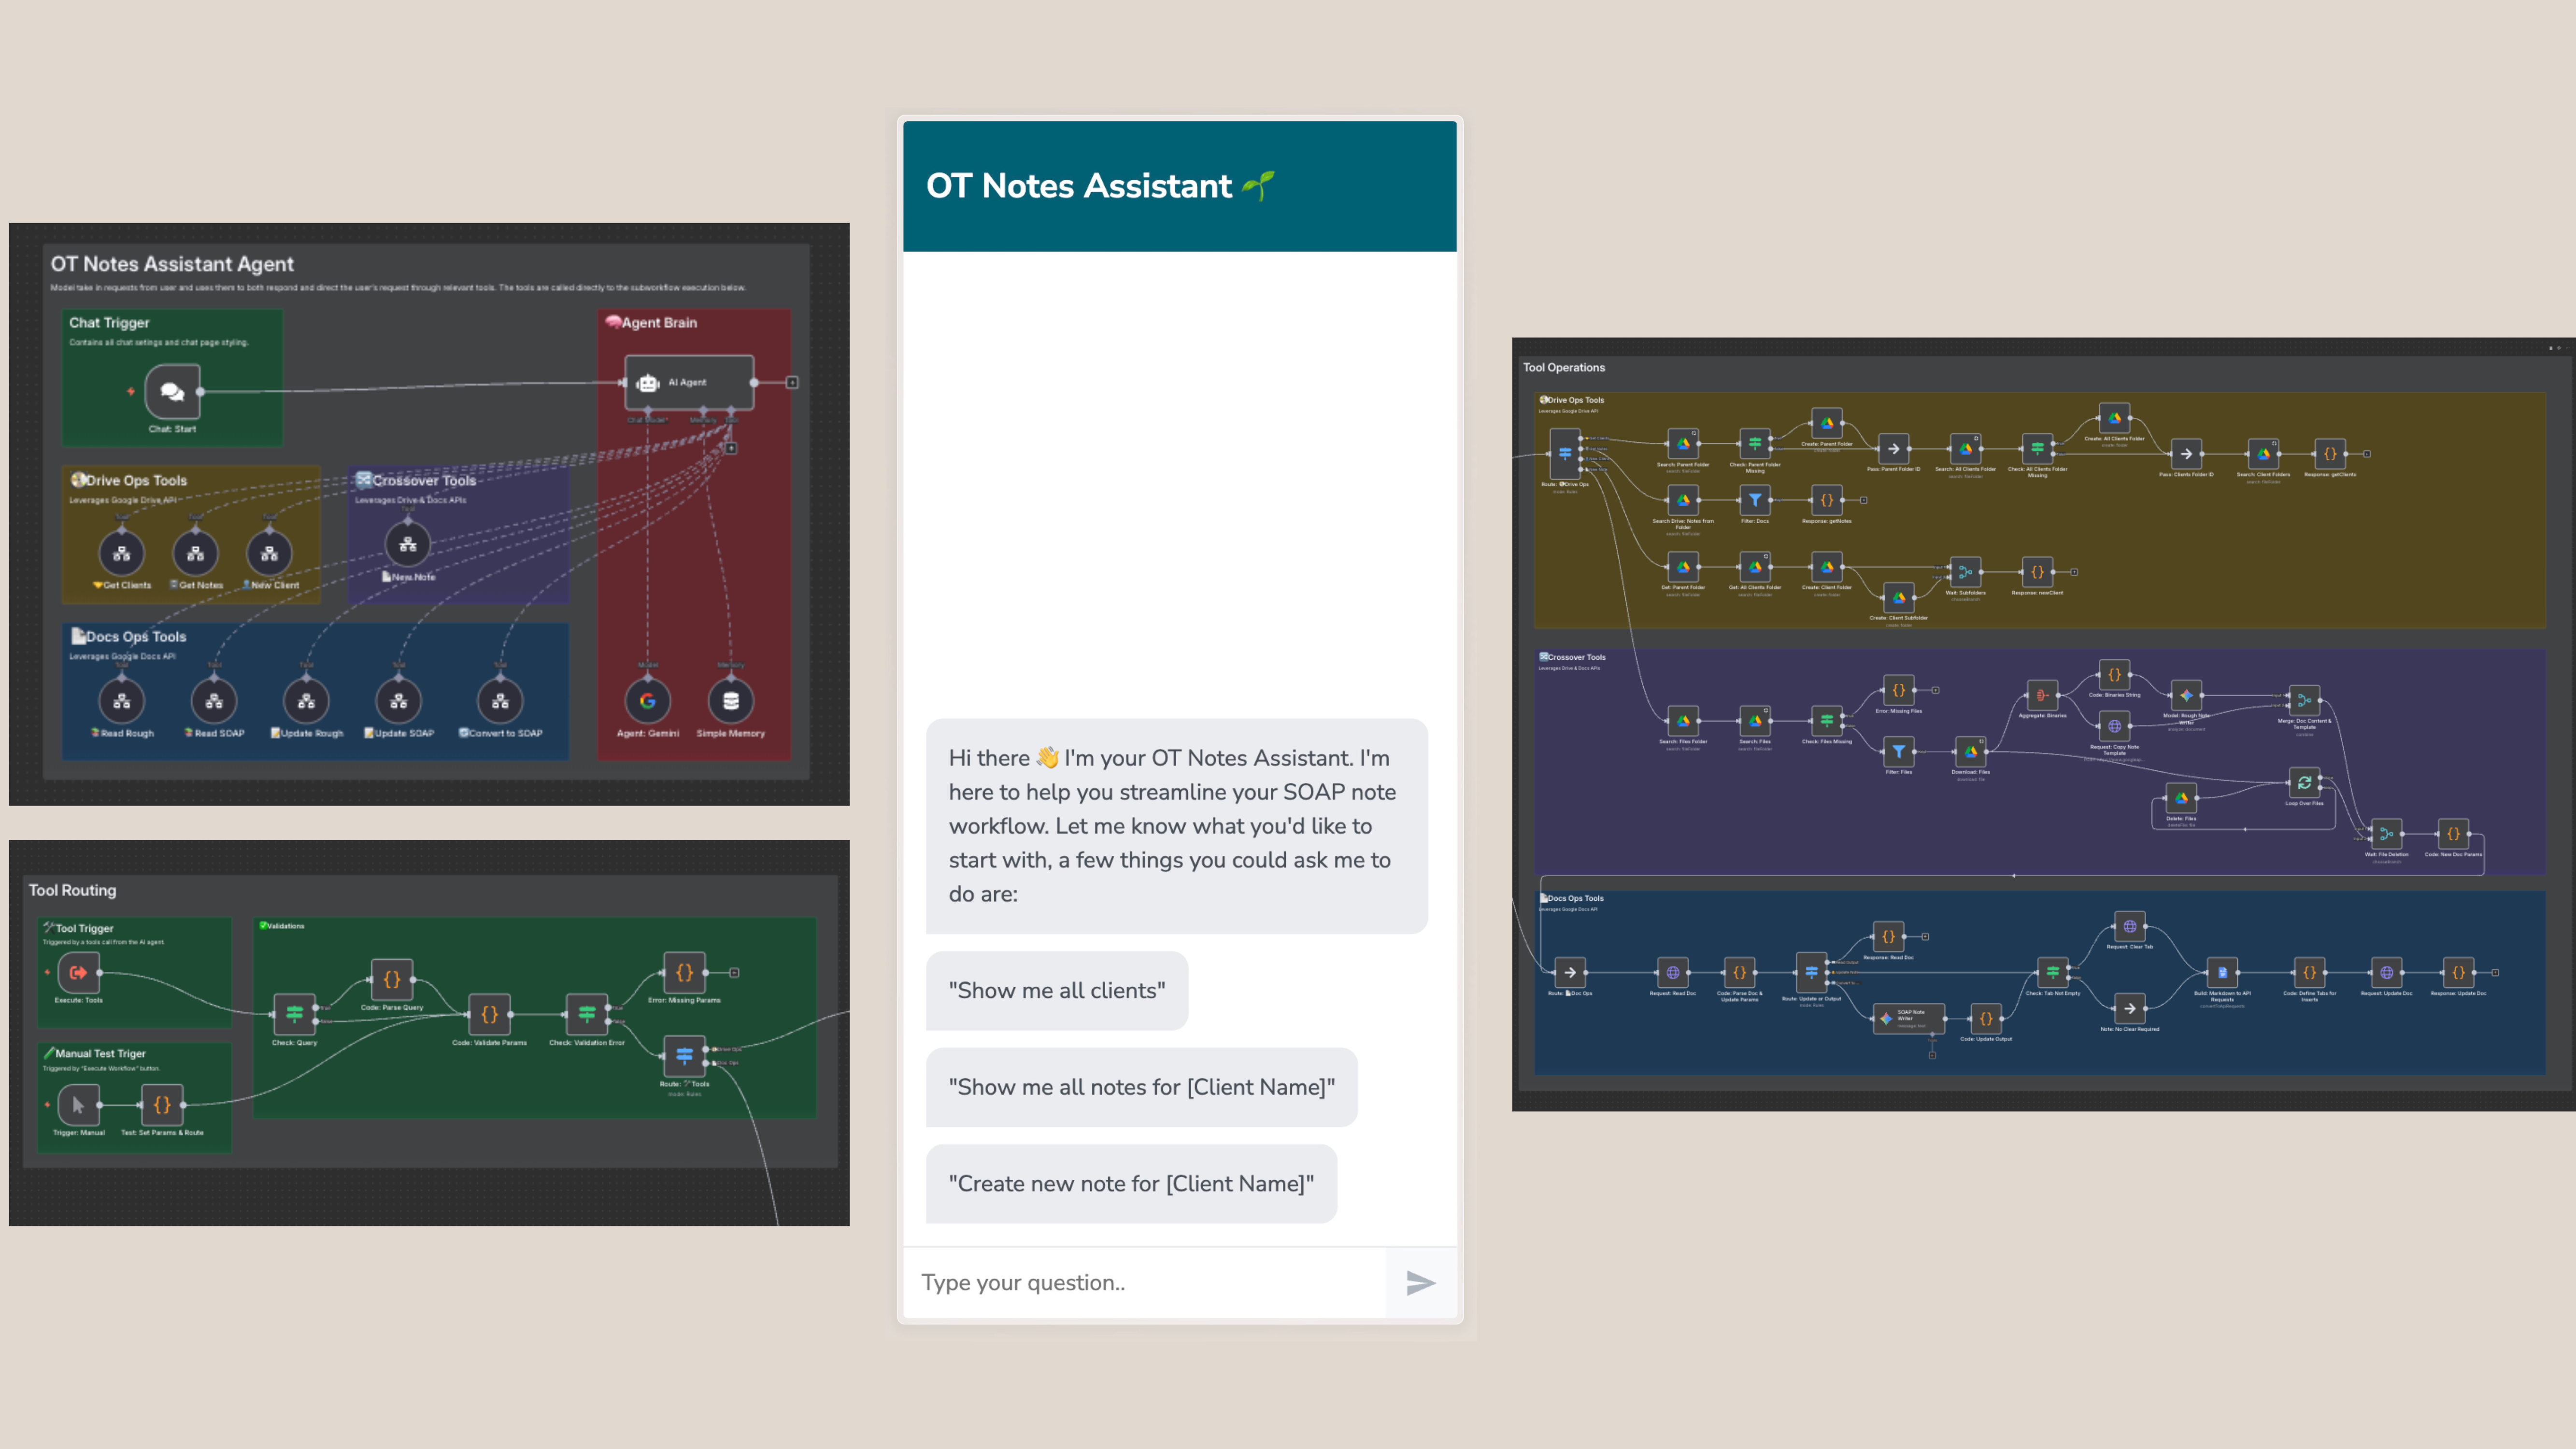 OT Notes Assistant Agent
Model take in requests from user and uses them to both respond and direct the user's request through relevant tools. The tools are called directly to the subworkflow execution below.
Chat Trigger
Contains all chat settings and chat page styling.
Chat: Start
🧠Agent Brain
AI Agent
Chat Model*
Memory
Tool
Drive Ops Tools
Leverages Google Drive API
Tool
Tool
Tool
Get Clients
Get Notes
New Client
Crossover Tools
Leverages Drive & Docs APIs
Tool
New Note
Docs Ops Tools
Leverages Google Docs API
Tool
Tool
Tool
Tool
Tool
Read Rough
Read SOAP
Update Rough
Update SOAP
Convert to SOAP
Model
Memory
Agent: Gemini
Simple Memory
Tool Routing
Tool Trigger
Triggered by a tools call from the AI agent.
Execute: Tools
Manual Test Triger
Triggered by "Execute Workflow" button.
Trigger: Manual
Test: Set Params & Route
✅Validations
Check: Query
Code: Parse Query
Code: Validate Params
Check: Validation Error
Error: Missing Params
Route: 🛠Tools
OT Notes Assistant 🌱
Hi there 👋 I'm your OT Notes Assistant. I'm
here to help you streamline your SOAP note
workflow. Let me know what you'd like to
start with, a few things you could ask me to
do are:
"Show me all clients"
"Show me all notes for [Client Name]"
"Create new note for [Client Name]"
Type your question..
Tool Operations
Drive Ops Tools
Leverages Google Drive API
Route: Drive Ops
Search: Parent Folder
Check: Parent Folder
Missing
Create: Parent Folder
Pass: Parent Folder ID
Search: All Clients Folder
Check: All Clients Folder
Missing
Create: All Clients Folder
Pass: Clients Folder ID
Search: Client Folders
Response: getClients
Search Drive: Notes from
Folder
Filter: Docs
Response: getNotes
Get: Parent Folder
Get: All Clients Folder
Create: Client Folder
Create: Client Subfolder
Wait: Subfolders
Response: newClient
Crossover Tools
Leverages Drive & Docs APIs
Search: Files Folder
Search: Files
Check: Files Missing
Error: Missing Files
Filter: Files
Download: Files
Aggregate: Binaries
Code: Binaries String
Request: Copy Note
Template
Model: Rough Note
Writer
Merge: Doc Content &
Template
Delete: Files
Loop Over Files
Wait: File Deletion
Code: New Doc Params
Docs Ops Tools
Leverages Google Docs API
Route: Doc Ops
Request: Read Doc
Code: Parse Doc &
Update Params
Route: Update or Output
Response: Read Doc
SOAP Note
Writer
Code: Update Output
Check: Tab Not Empty
Request: Clear Tab
Note: No Clear Required
Build: Markdown to API
Requests
Code: Define Tabs for
Inserts
Request: Update Doc
Response: Update Doc